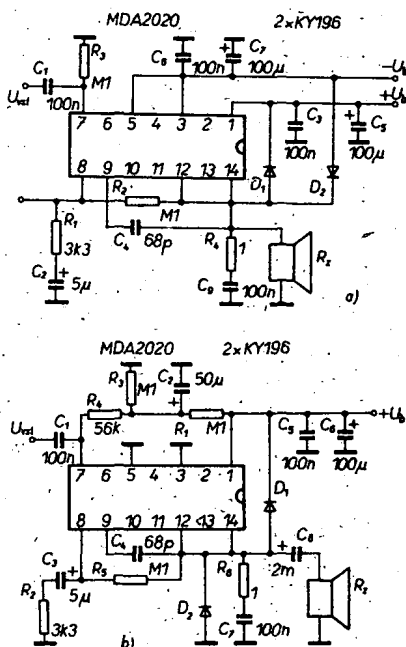 MDA2020 2×KY196
R3 M1
C1 100n
Uvst
C6 100n
C7 + 100μ
−Ub
+Ub
7 6 5 4 3 2 1
8 9 10 11 12 13 14
C3 100n
C5 + 100μ
D1
D2
R2 M1
R1 3k3
C4 68p
C2 + 5μ
R4 1
C9 100n
Rz
a)
MDA2020 2×KY196
R3 M1
C2 50μ +
R4 56k
R1 M1
+Ub
Uvst
C1 100n
C5 100n
C6 + 100μ
7 6 5 4 3 2 1
8 9 10 11 12 13 14
D1
C4 68p
C3 + 5μ
R5 M1
R2 3k3
D2
R6 1
C7 100n
+ C8 2m
Rz
b)